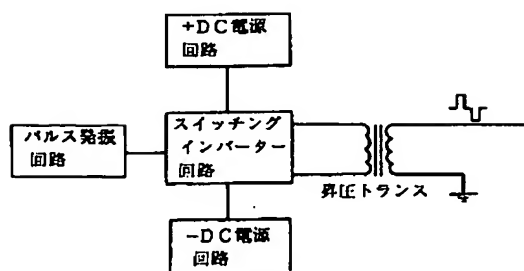 +DC電源
回路
パルス発振
回路
スイッチング
インバーター
回路
昇圧トランス
−DC電源
回路